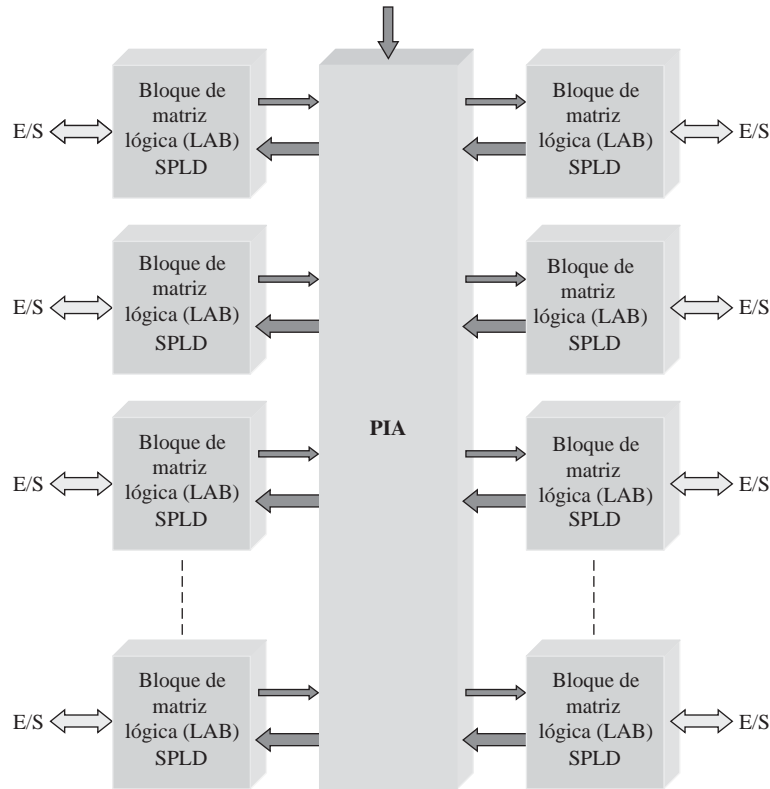 Bloque de
matriz
lógica (LAB)
SPLD
E/S
Bloque de
matriz
lógica (LAB)
SPLD
E/S
Bloque de
matriz
lógica (LAB)
SPLD
E/S
Bloque de
matriz
lógica (LAB)
SPLD
E/S
PIA
Bloque de
matriz
lógica (LAB)
SPLD
E/S
Bloque de
matriz
lógica (LAB)
SPLD
E/S
Bloque de
matriz
lógica (LAB)
SPLD
E/S
Bloque de
matriz
lógica (LAB)
SPLD
E/S